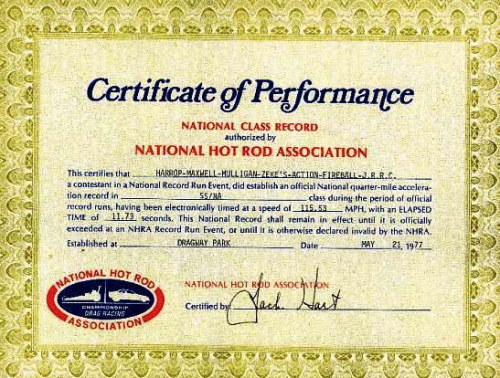 Certificate of Performance
NATIONAL CLASS RECORD
authorized by
NATIONAL HOT ROD ASSOCIATION
This certifies that HARROP-MAXWELL-MULLIGAN-ZEKE'S-ACTION-FIREBALL-J.R.R.C.
a contestant in a National Record Run Event, did establish an official National quarter-mile accelera-
tion record in SS/NA class during the period of official
record runs, having been electronically timed at a speed of 115.53 MPH, with an ELAPSED
TIME of 11.73 seconds. This National Record shall remain in effect until it is officially
exceeded at an NHRA Record Run Event, or until it is otherwise declared invalid by the NHRA.
Established at DRAGWAY PARK Date MAY 21, 1977
NATIONAL HOT ROD ASSOCIATION
Certified by Jack Hart
NATIONAL HOT ROD
CHAMPIONSHIP
DRAG RACING
ASSOCIATION